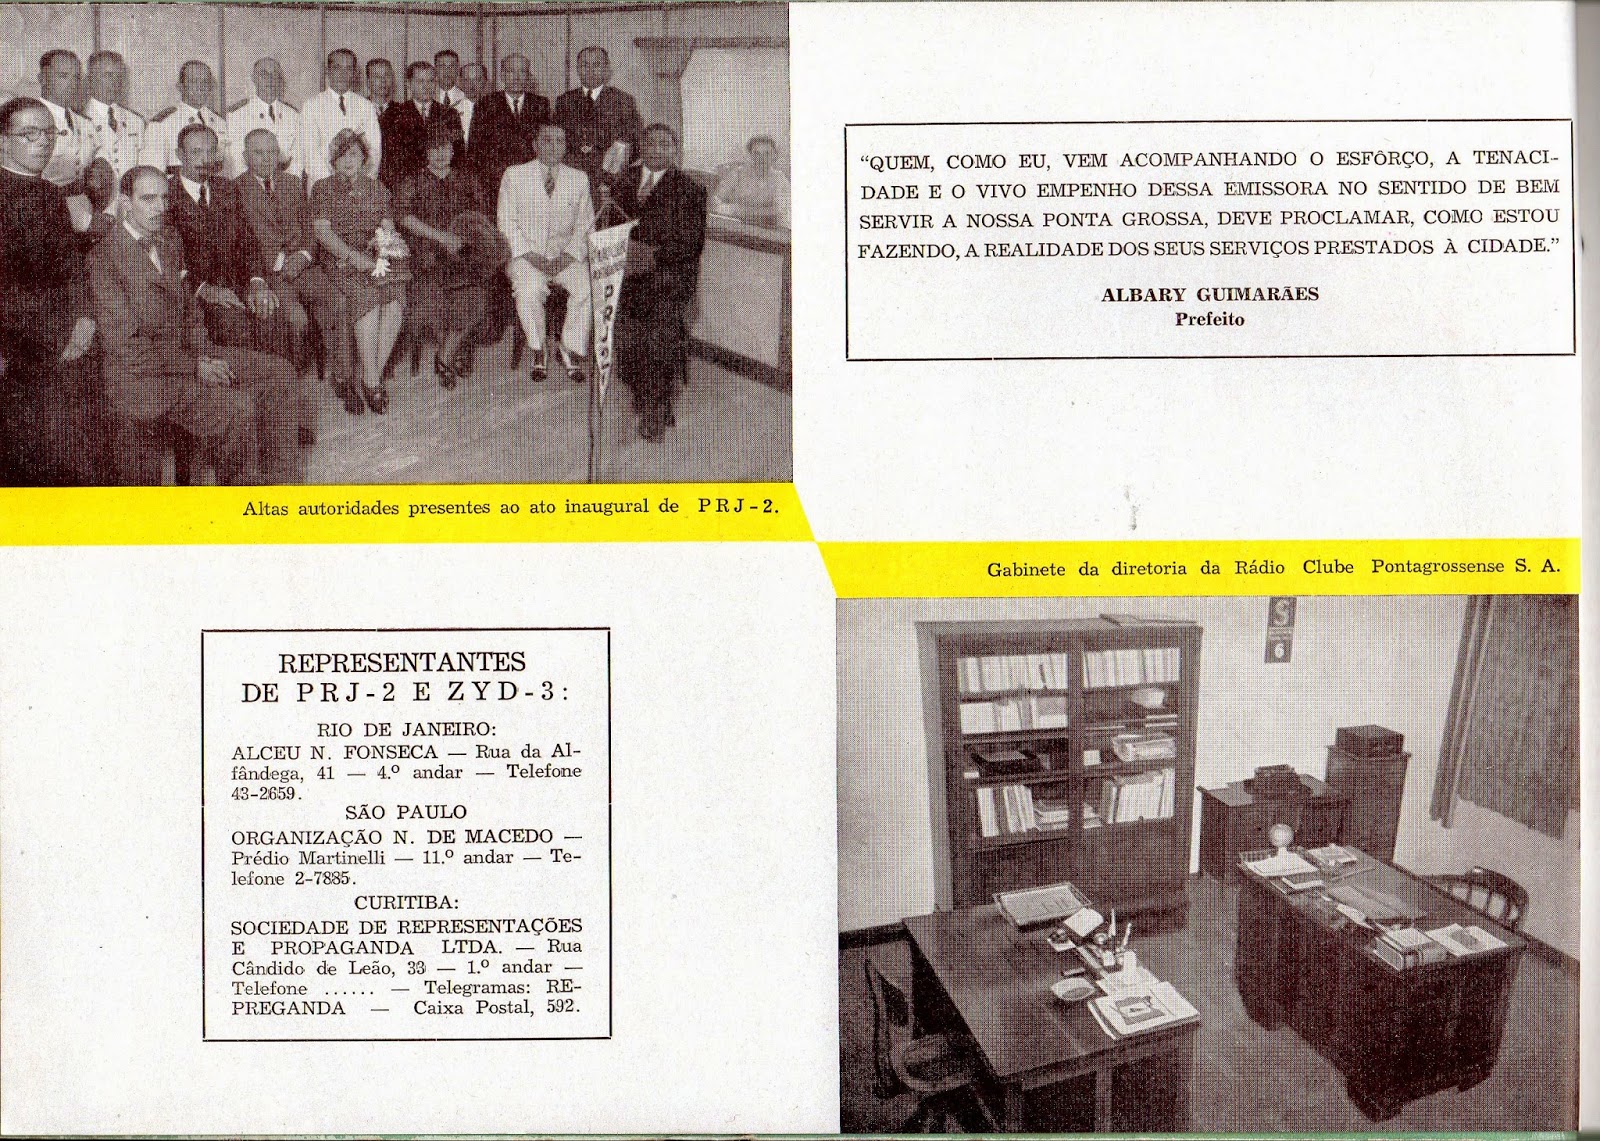 PRJ2
Altas autoridades presentes ao ato inaugural de PRJ-2.
“QUEM, COMO EU, VEM ACOMPANHANDO O ESFÔRÇO, A TENACI-
DADE E O VIVO EMPENHO DESSA EMISSORA NO SENTIDO DE BEM
SERVIR A NOSSA PONTA GROSSA, DEVE PROCLAMAR, COMO ESTOU
FAZENDO, A REALIDADE DOS SEUS SERVIÇOS PRESTADOS À CIDADE.”
ALBARY GUIMARÃES
Prefeito
REPRESENTANTES
DE PRJ-2 E ZYD-3:
RIO DE JANEIRO:
ALCEU N. FONSECA — Rua da Al-
fândega, 41 — 4.º andar — Telefone
43-2659.
SÃO PAULO
ORGANIZAÇÃO N. DE MACEDO —
Prédio Martinelli — 11.º andar — Te-
lefone 2-7885.
CURITIBA:
SOCIEDADE DE REPRESENTAÇÕES
E PROPAGANDA LTDA. — Rua
Cândido de Leão, 33 — 1.º andar —
Telefone ...... — Telegramas: RE-
PREGANDA — Caixa Postal, 592.
Gabinete da diretoria da Rádio Clube Pontagrossense S. A.
S
6